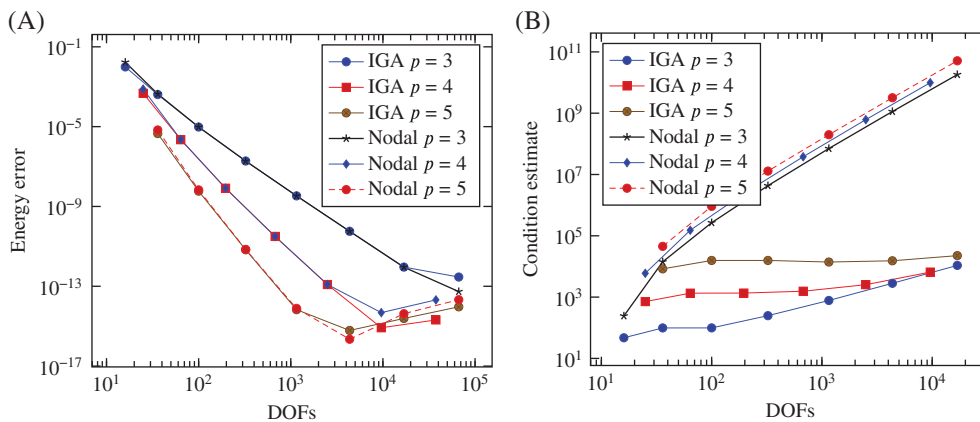 (A)
10^-1
10^-5
10^-9
10^-13
10^-17
Energy error
10^1
10^2
10^3
10^4
10^5
DOFs
IGA p = 3
IGA p = 4
IGA p = 5
Nodal p = 3
Nodal p = 4
Nodal p = 5
(B)
10^11
10^9
10^7
10^5
10^3
10^1
Condition estimate
10^1
10^2
10^3
10^4
DOFs
IGA p = 3
IGA p = 4
IGA p = 5
Nodal p = 3
Nodal p = 4
Nodal p = 5